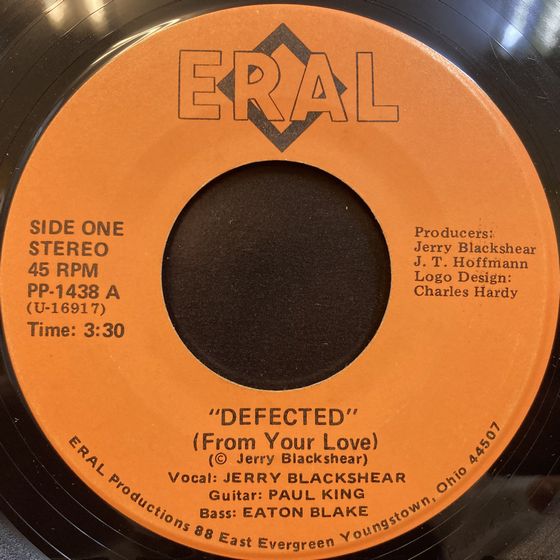 ERAL
SIDE ONE
STEREO
45 RPM
PP-1438 A
(U-16917)
Time: 3:30
Producers:
Jerry Blackshear
J. T. Hoffmann
Logo Design:
Charles Hardy
"DEFECTED"
(From Your Love)
(© Jerry Blackshear)
Vocal: JERRY BLACKSHEAR
Guitar: PAUL KING
Bass: EATON BLAKE
ERAL Productions 88 East Evergreen Youngstown, Ohio 44507